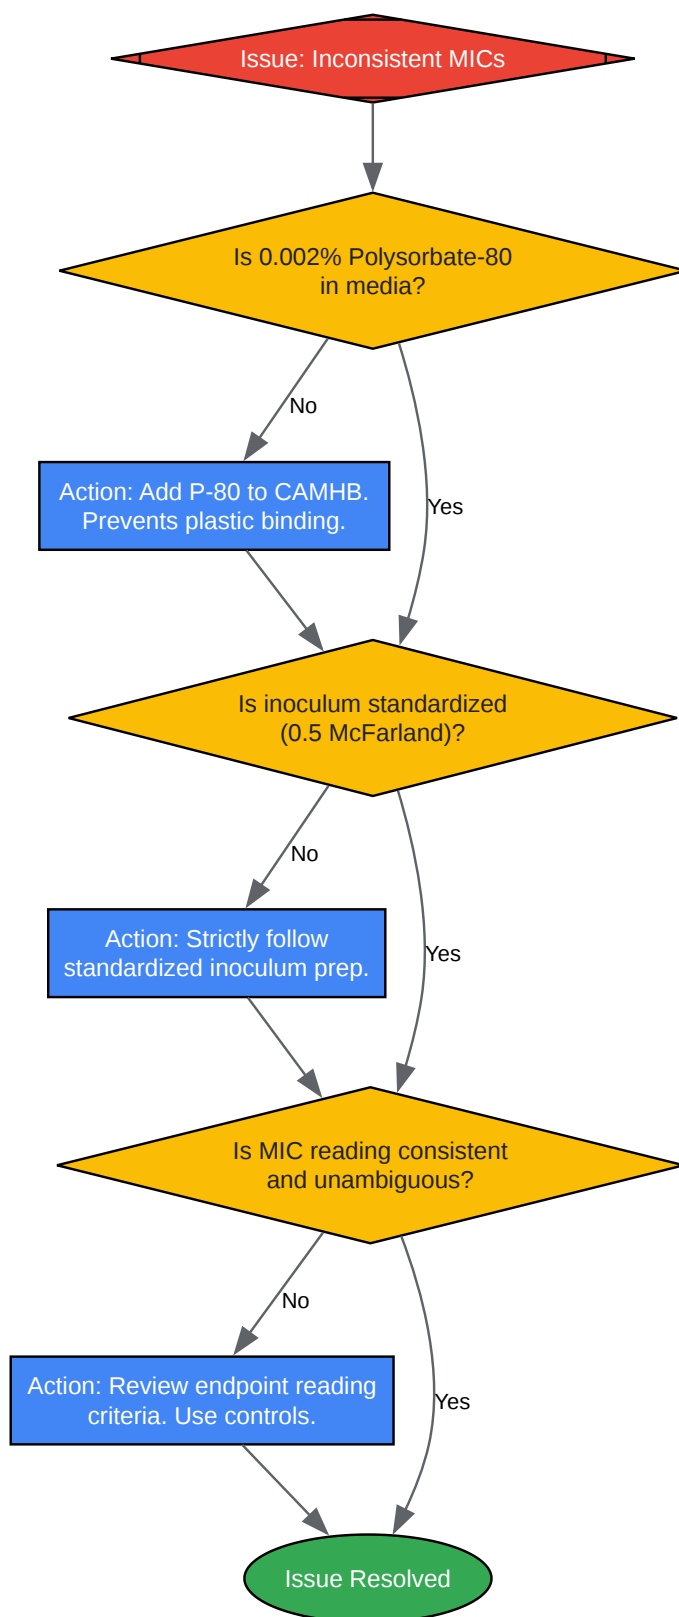 Issue: Inconsistent MICs
Is 0.002% Polysorbate-80
in media?
No
Action: Add P-80 to CAMHB.
Prevents plastic binding.
Yes
Is inoculum standardized
(0.5 McFarland)?
No
Action: Strictly follow
standardized inoculum prep.
Yes
Is MIC reading consistent
and unambiguous?
No
Action: Review endpoint reading
criteria. Use controls.
Yes
Issue Resolved